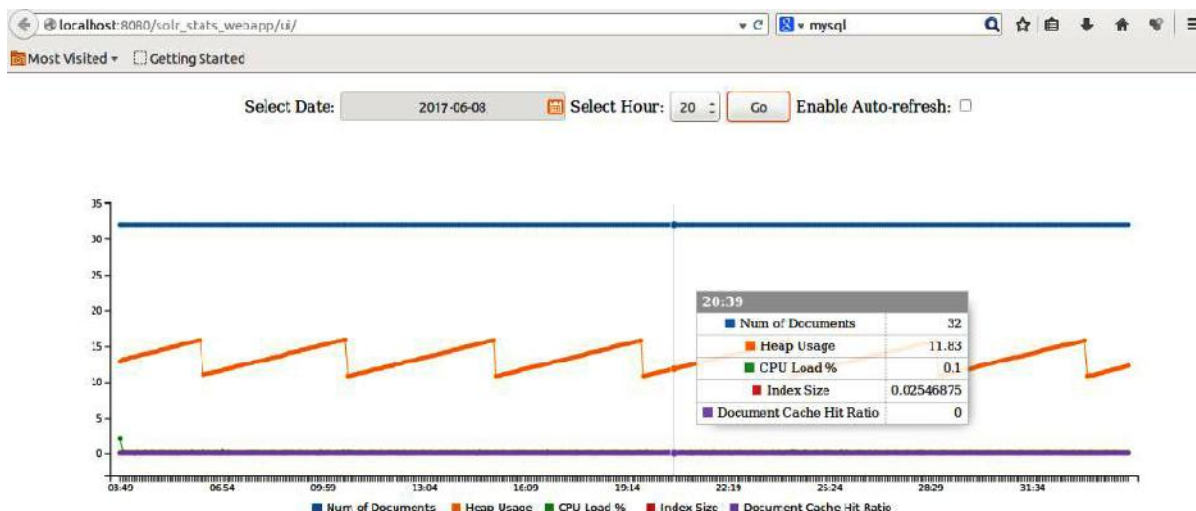 localhost:8080/solr_stats_webapp/ui/
mysql
Most Visited
Getting Started
Select Date: 2017-06-08 Select Hour: 20 Go Enable Auto-refresh:
35
30
25
20
15
10
5
0
20:39
Num of Documents 32
Heap Usage 11.83
CPU Load % 0.1
Index Size 0.02546875
Document Cache Hit Ratio 0
03:49 06:54 09:59 13:04 16:09 19:14 22:19 25:24 28:29 31:34
Num of Documents Heap Usage CPU Load % Index Size Document Cache Hit Ratio